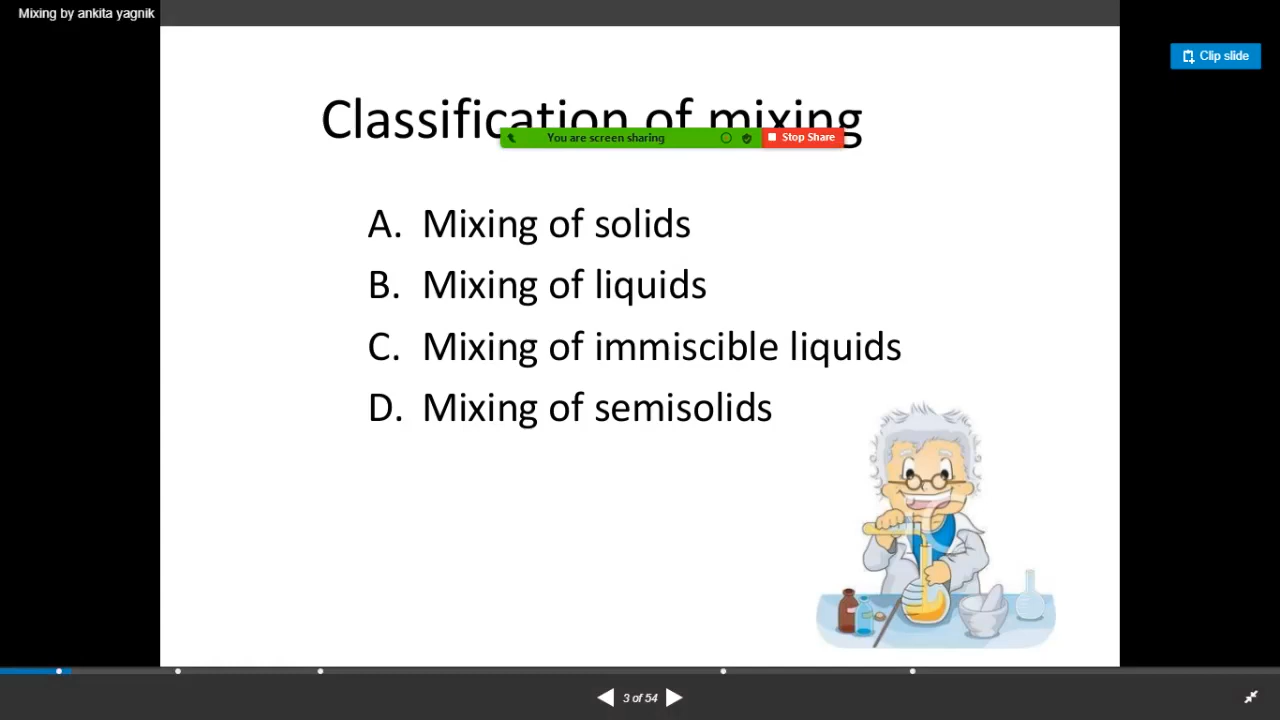 Mixing by ankita yagnik
Clip slide
Classification of mixing
You are screen sharing
Stop Share
A. Mixing of solids
B. Mixing of liquids
C. Mixing of immiscible liquids
D. Mixing of semisolids
3 of 54